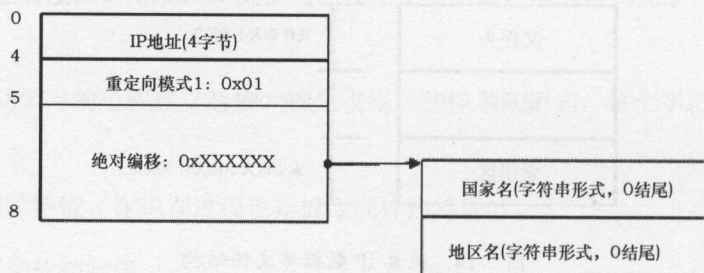 0
IP地址(4字节)
4
重定向模式1：0x01
5
绝对编移：0xXXXXXX
国家名(字符串形式，0结尾)
8
地区名(字符串形式，0结尾)